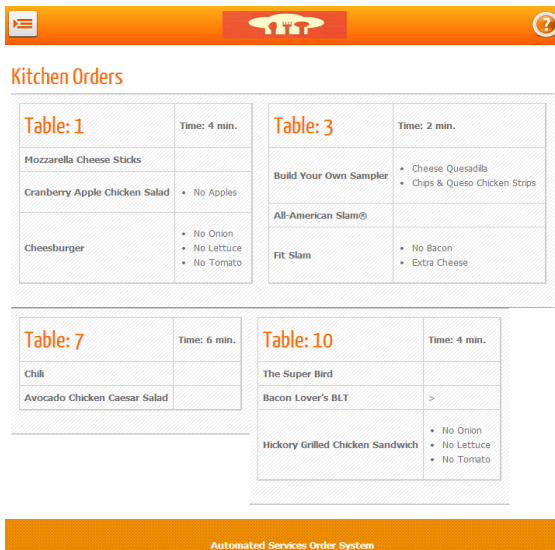 ?
Kitchen Orders
Table: 1 Time: 4 min.
Mozzarella Cheese Sticks
Cranberry Apple Chicken Salad • No Apples
Cheesburger • No Onion
• No Lettuce
• No Tomato
Table: 3 Time: 2 min.
Build Your Own Sampler • Cheese Quesadilla
• Chips & Queso Chicken Strips
All-American Slam®
Fit Slam • No Bacon
• Extra Cheese
Table: 7 Time: 6 min.
Chili
Avocado Chicken Caesar Salad
Table: 10 Time: 4 min.
The Super Bird
Bacon Lover's BLT >
Hickory Grilled Chicken Sandwich • No Onion
• No Lettuce
• No Tomato
Automated Services Order System